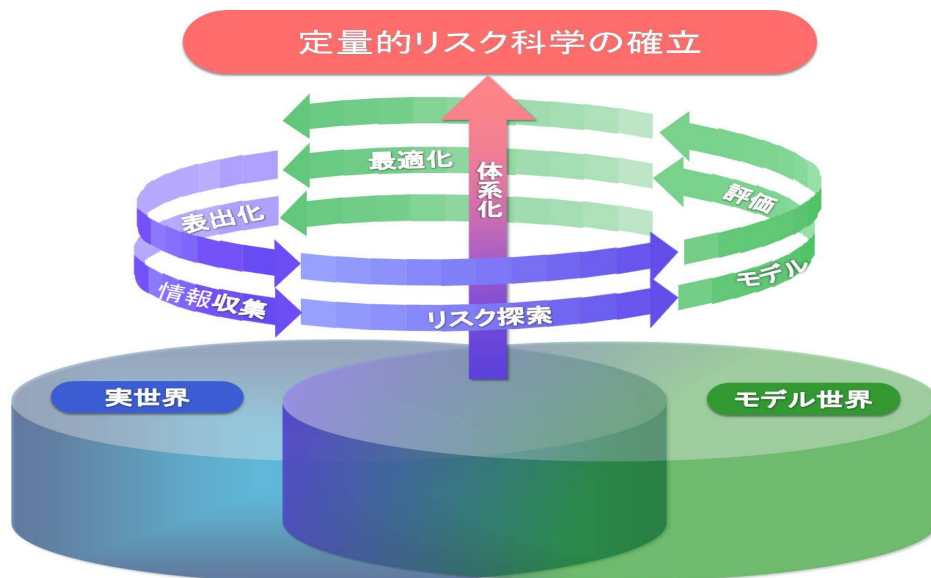 定量的リスク科学の確立
最適化
体系化
評価
表出化
モデル
情報収集
リスク探索
実世界
モデル世界